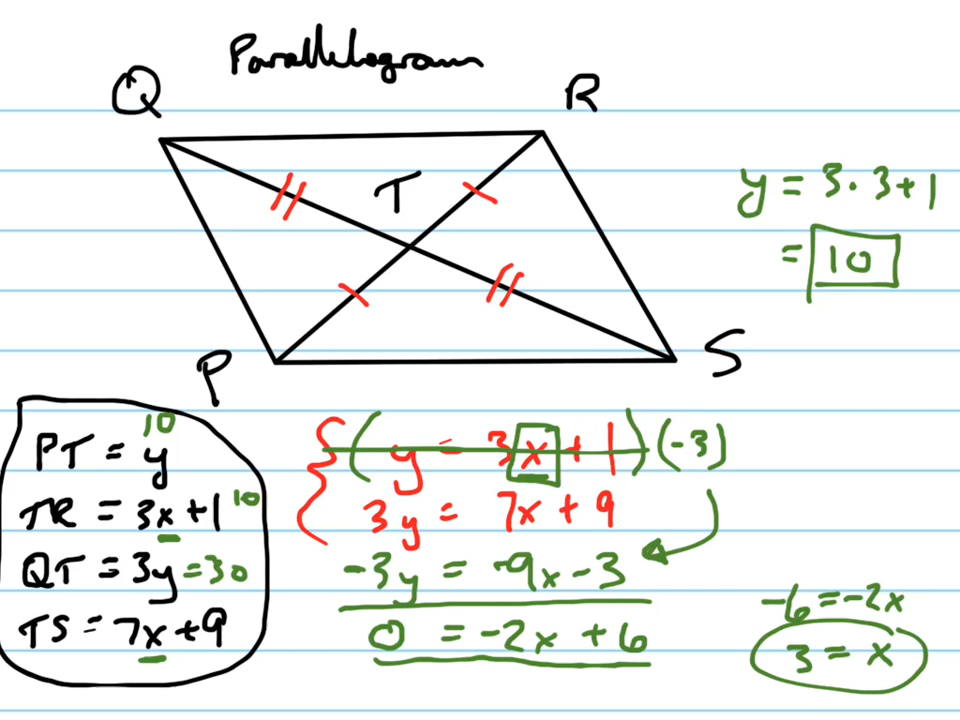 Parallelogram
Q
R
T
P
S
y = 3·3+1
= 10
10
PT = y
TR = 3x+1 10
QT = 3y =30
TS = 7x+9
{(y = 3x + 1)(-3)
3y = 7x + 9
-3y = -9x - 3
0 = -2x + 6
-6 = -2x
3 = x